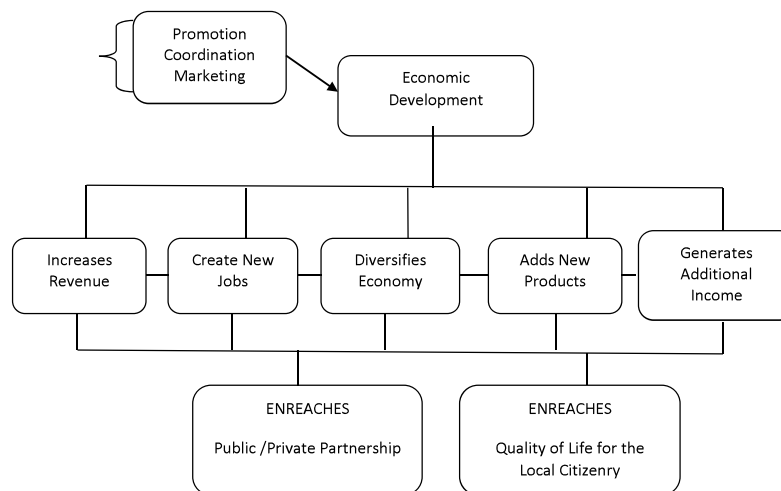 Promotion
Coordination
Marketing
Economic
Development
Increases
Revenue
Create New
Jobs
Diversifies
Economy
Adds New
Products
Generates
Additional
Income
ENREACHES
Public /Private Partnership
ENREACHES
Quality of Life for the
Local Citizenry